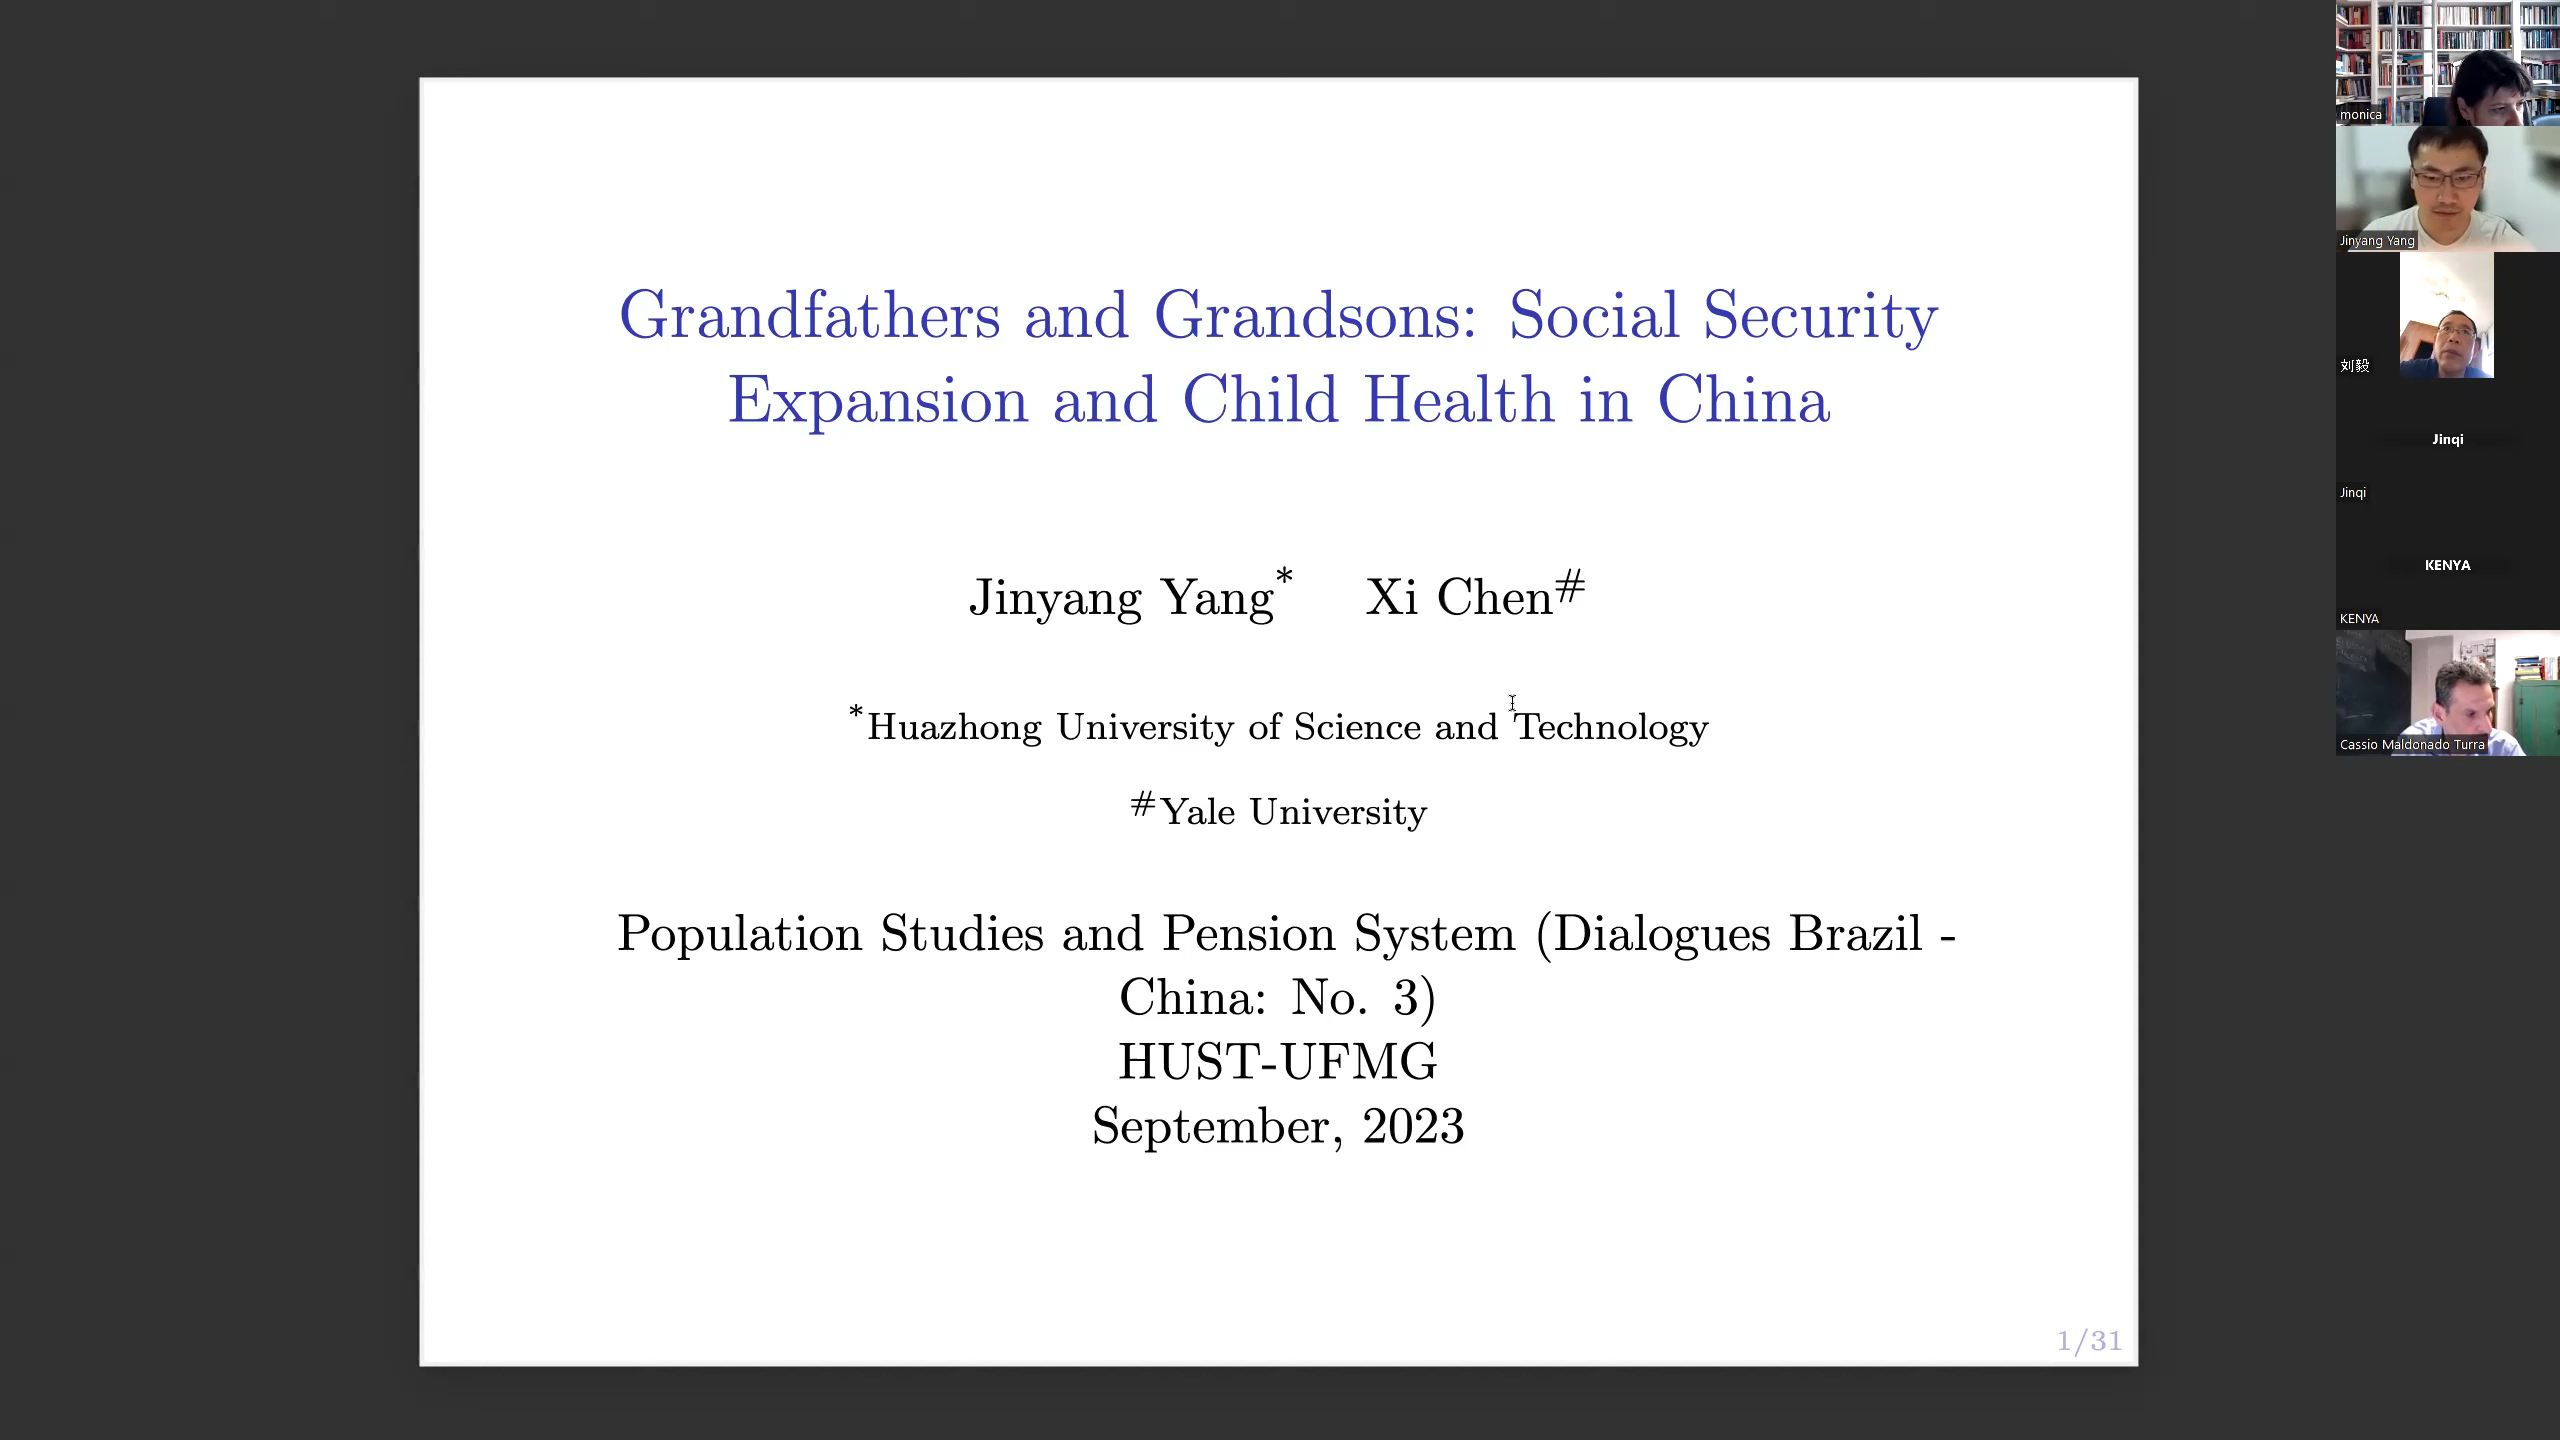 Grandfathers and Grandsons: Social Security
Expansion and Child Health in China
Jinyang Yang* Xi Chen#
*Huazhong University of Science and Technology
#Yale University
Population Studies and Pension System (Dialogues Brazil -
China: No. 3)
HUST-UFMG
September, 2023
1/31
monica
Jinyang Yang
刘毅
Jinqi
Jinqi
KENYA
KENYA
Cassio Maldonado Turra